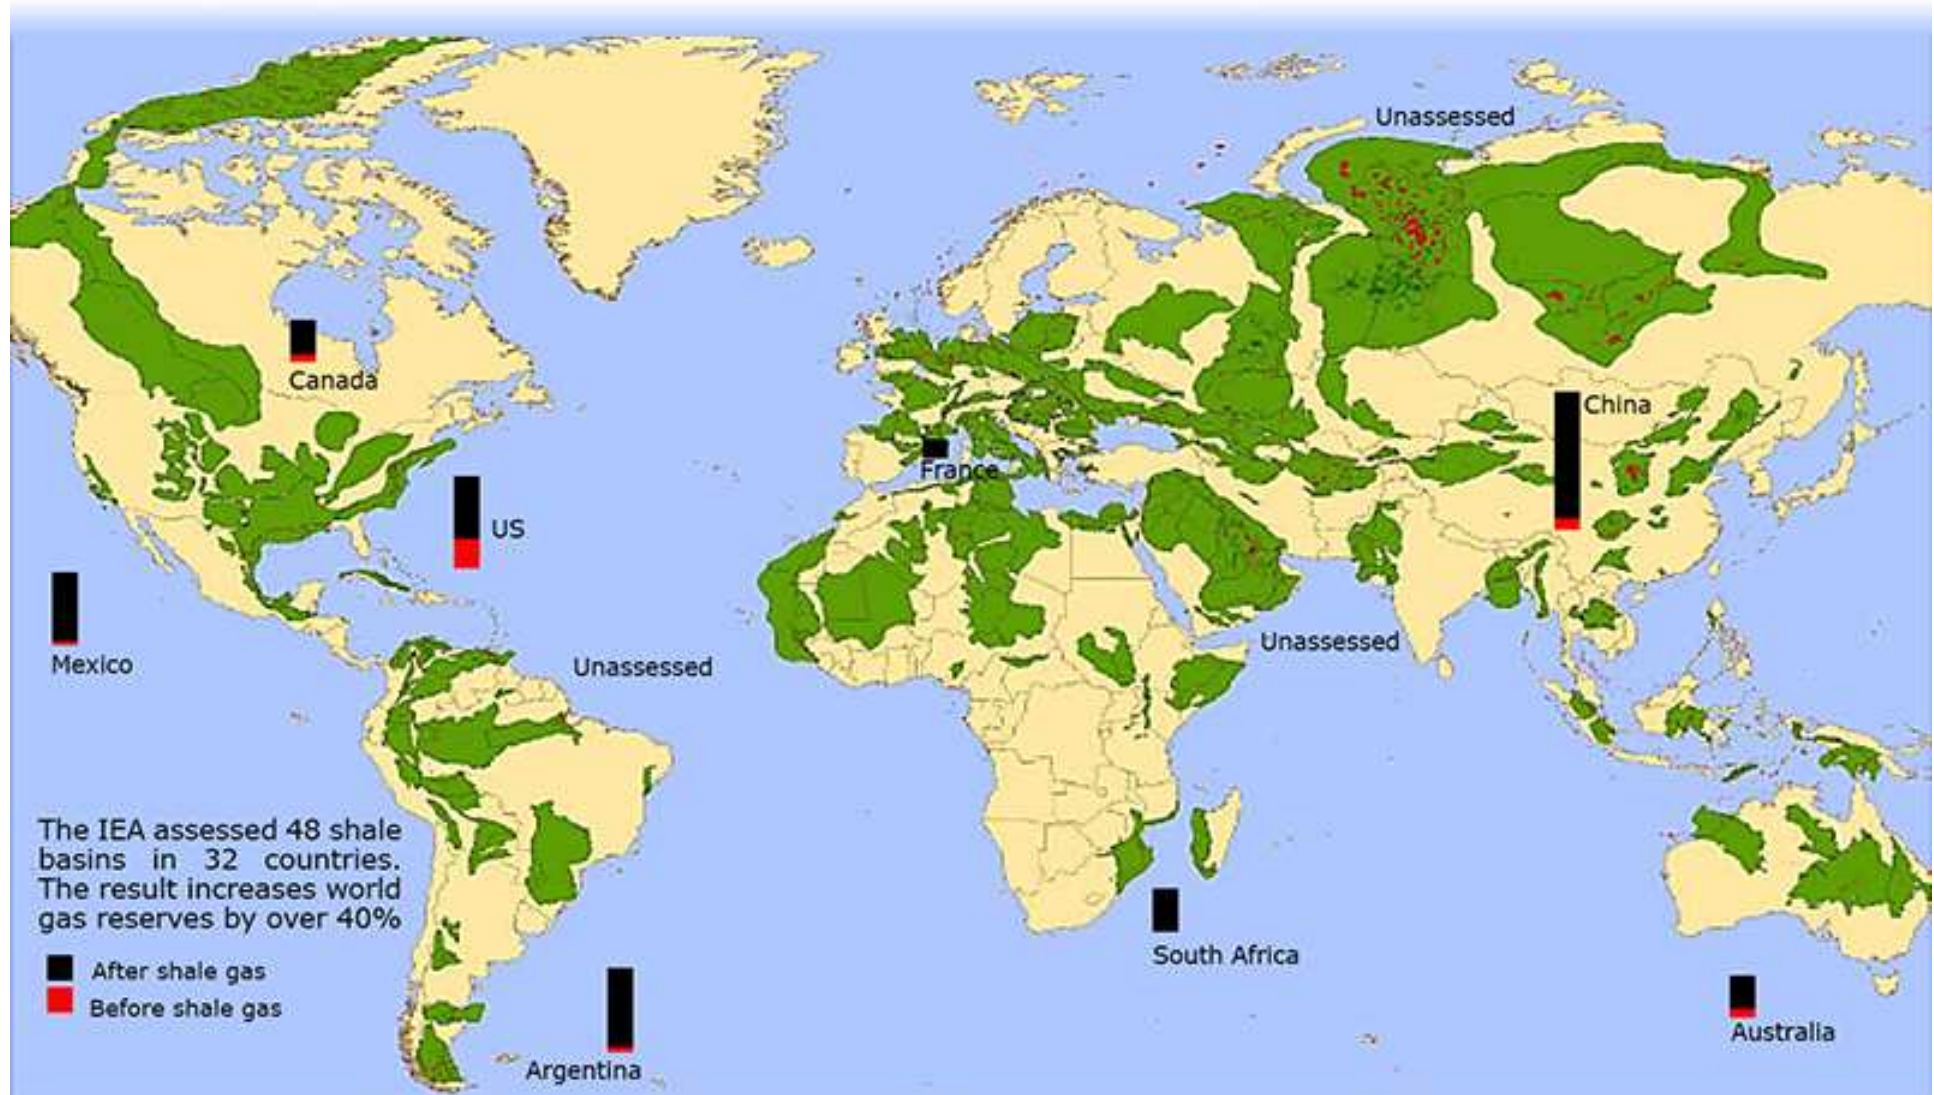 Unassessed
Canada
China
France
US
Unassessed
Mexico
Unassessed
The IEA assessed 48 shale
basins in 32 countries.
The result increases world
gas reserves by over 40%
After shale gas
Before shale gas
South Africa
Australia
Argentina